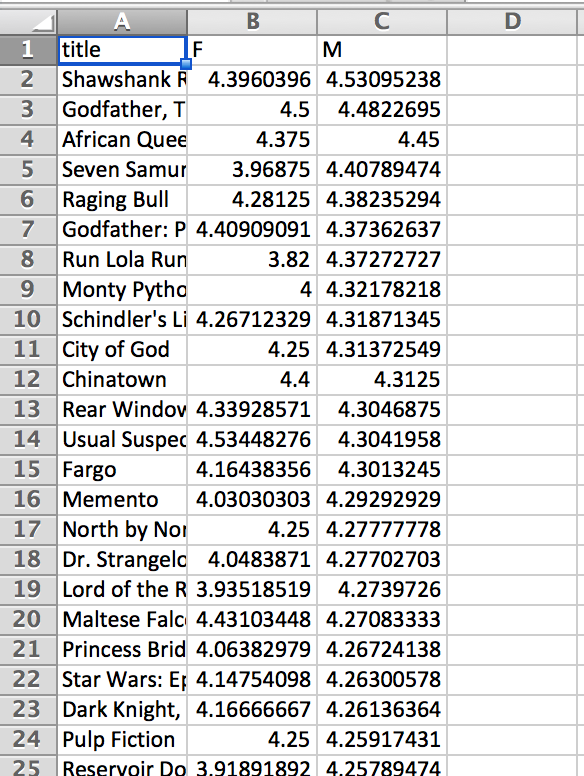 A B C D
1 title F M
2 Shawshank R 4.3960396 4.53095238
3 Godfather, T 4.5 4.4822695
4 African Quee 4.375 4.45
5 Seven Samur 3.96875 4.40789474
6 Raging Bull 4.28125 4.38235294
7 Godfather: P 4.40909091 4.37362637
8 Run Lola Run 3.82 4.37272727
9 Monty Pytho 4 4.32178218
10 Schindler's Li 4.26712329 4.31871345
11 City of God 4.25 4.31372549
12 Chinatown 4.4 4.3125
13 Rear Window 4.33928571 4.3046875
14 Usual Suspec 4.53448276 4.3041958
15 Fargo 4.16438356 4.3013245
16 Memento 4.03030303 4.29292929
17 North by Nor 4.25 4.27777778
18 Dr. Strangelo 4.0483871 4.27702703
19 Lord of the R 3.93518519 4.2739726
20 Maltese Falc 4.43103448 4.27083333
21 Princess Brid 4.06382979 4.26724138
22 Star Wars: Ep 4.14754098 4.26300578
23 Dark Knight, 4.16666667 4.26136364
24 Pulp Fiction 4.25 4.25917431
25 Reservoir Do 3.91891892 4.25789474